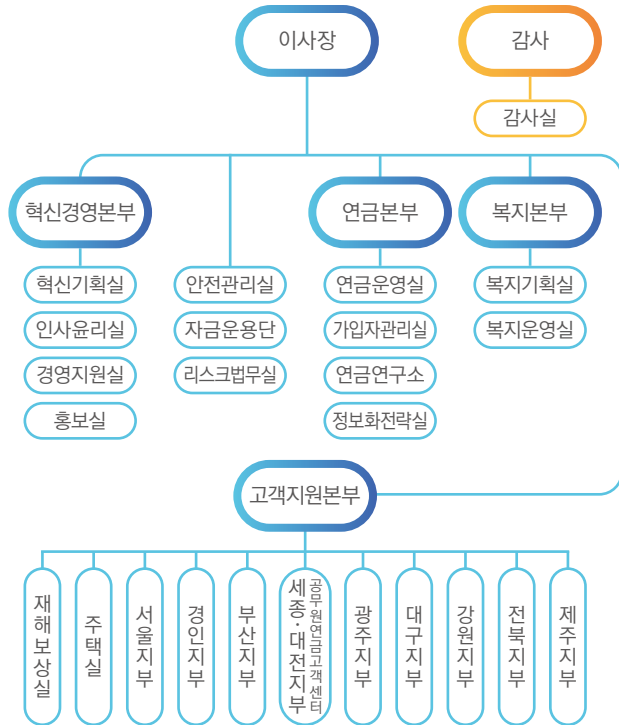 이사장
감사
감사실
혁신경영본부
연금본부
복지본부
혁신기획실
안전관리실
연금운영실
복지기획실
인사윤리실
자금운용단
가입자관리실
복지운영실
경영지원실
리스크법무실
연금연구소
홍보실
정보화전략실
고객지원본부
재해보상실
주택실
서울지부
경인지부
부산지부
세종·대전지부
공무원연금고객센터
광주지부
대구지부
강원지부
전북지부
제주지부